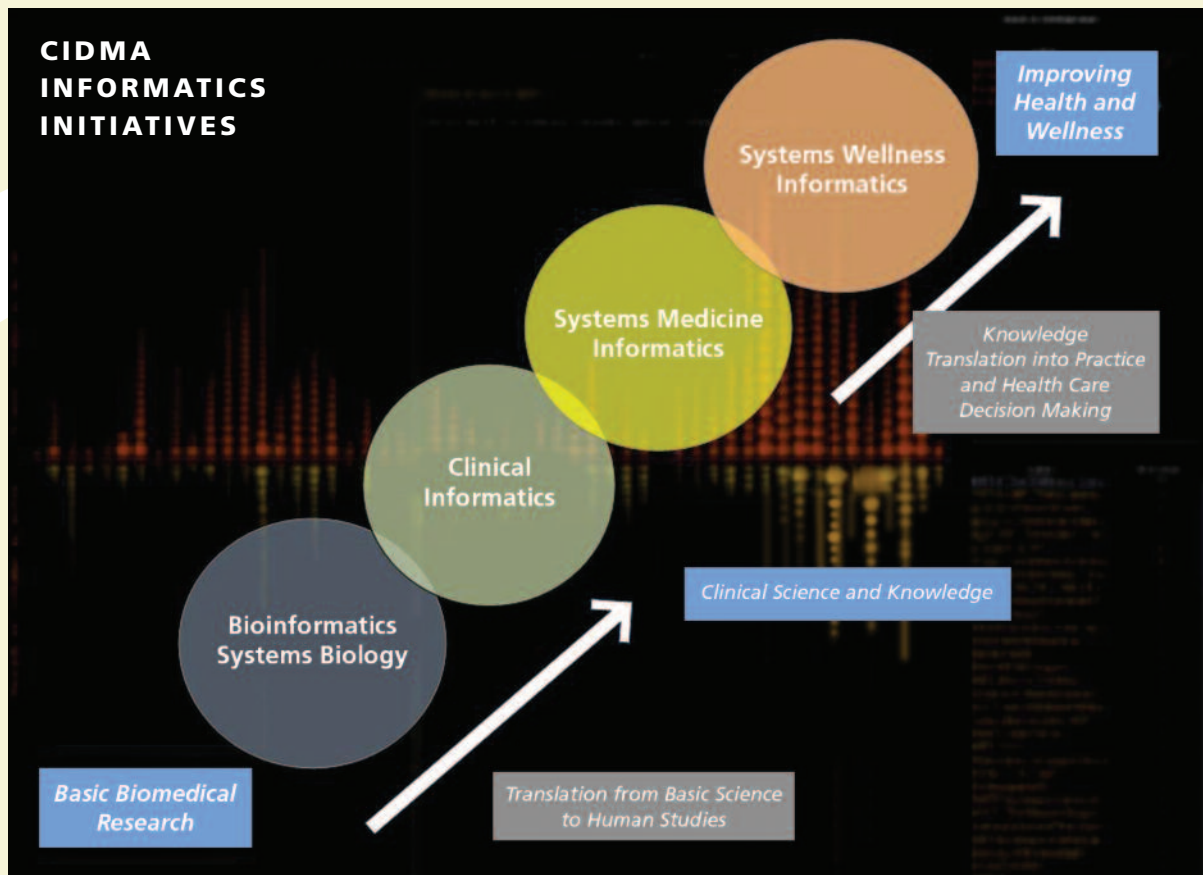 CIDMA
INFORMATICS
INITIATIVES
Improving
Health and
Wellness
Systems Wellness
Informatics
Systems Medicine
Informatics
Knowledge
Translation into Practice
and Health Care
Decision Making
Clinical
Informatics
Clinical Science and Knowledge
Bioinformatics
Systems Biology
Basic Biomedical
Research
Translation from Basic Science
to Human Studies